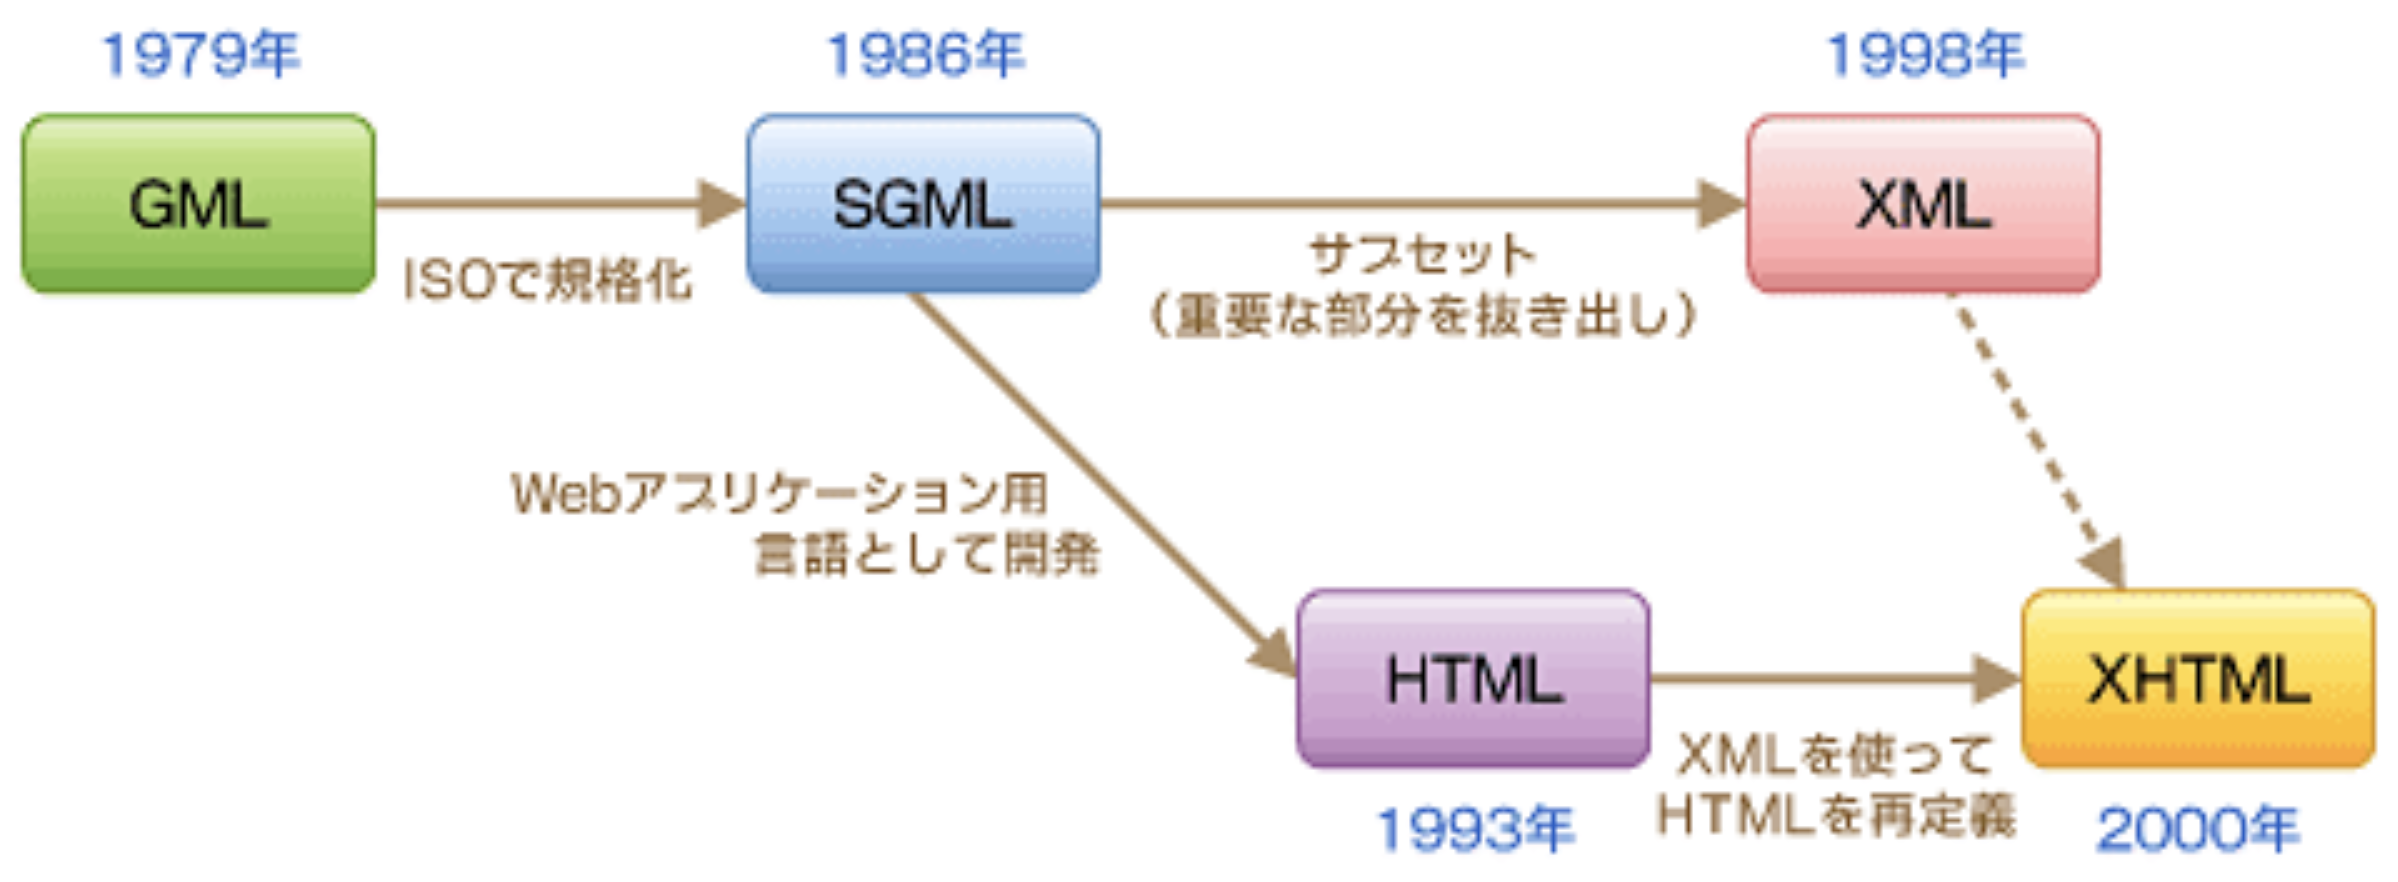 1979年
1986年
1998年
GML
SGML
XML
ISOで規格化
サブセット
（重要な部分を抜き出し）
Webアプリケーション用
言語として開発
HTML
XHTML
XMLを使って
HTMLを再定義
1993年
2000年